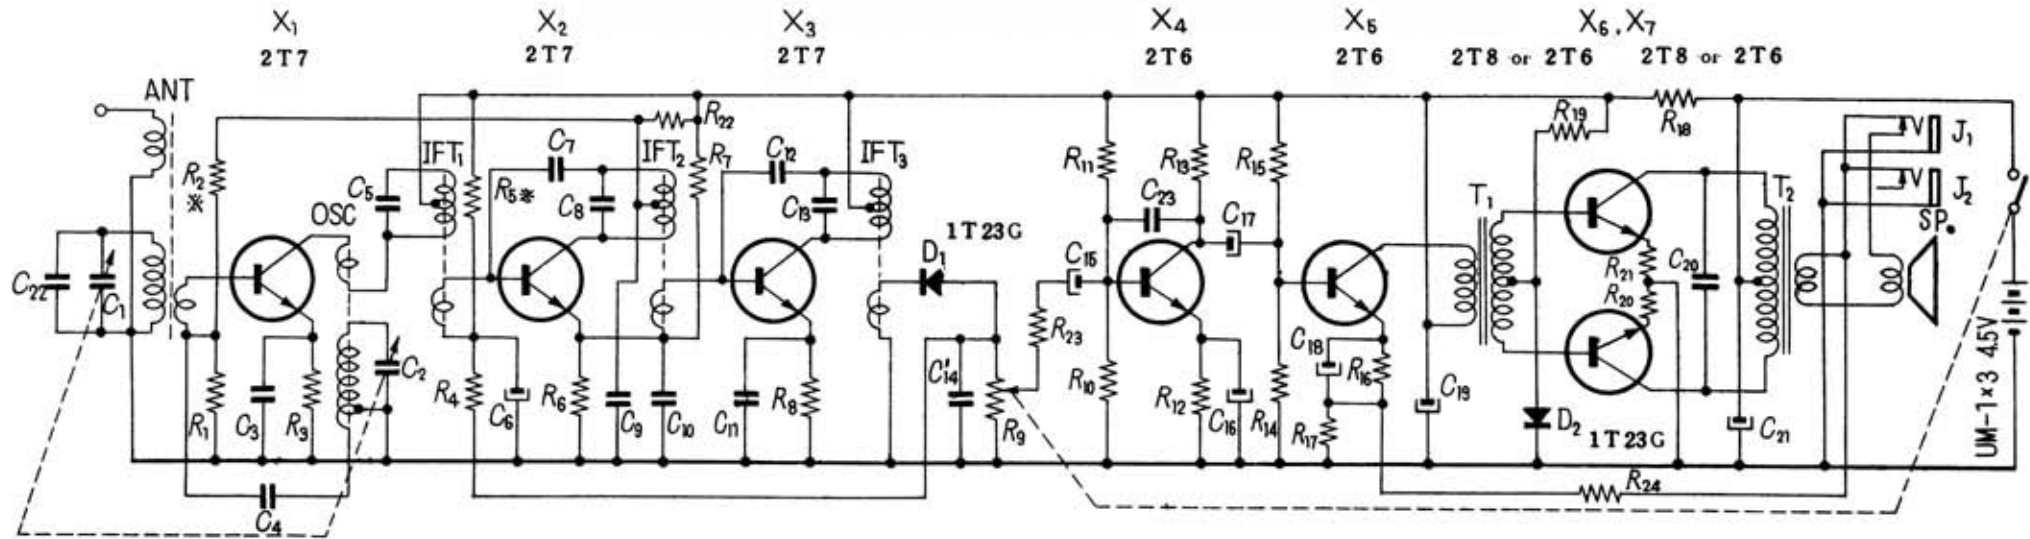 X₁ X₂ X₃ X₄ X₅ X₆, X₇
2T7 2T7 2T7 2T6 2T6 2T8 or 2T6 2T8 or 2T6
ANT
R₂
※
OSC
C₅
IFT₁
R₅※
C₇
C₈
IFT₂
R₂₂
R₇
C₁₂
C₁₃
IFT₃
D₁
1T23G
C₁₅
R₂₃
R₁₁
R₁₃
C₂₃
C₁₇
R₁₅
T₁
R₁₉
R₁₈
R₂₁
R₂₀
C₂₀
T₂
J₁
J₂
SP.
C₂₂
C₁
R₁
C₃
R₃
C₂
C₄
R₄
C₆
R₆
C₉
C₁₀
C₁₁
R₈
C'₁₄
R₉
R₁₀
R₁₂
C₁₆
R₁₄
C₁₈
R₁₆
R₁₇
C₁₉
D₂
1T23G
C₂₁
R₂₄
UM-1×3 4.5V